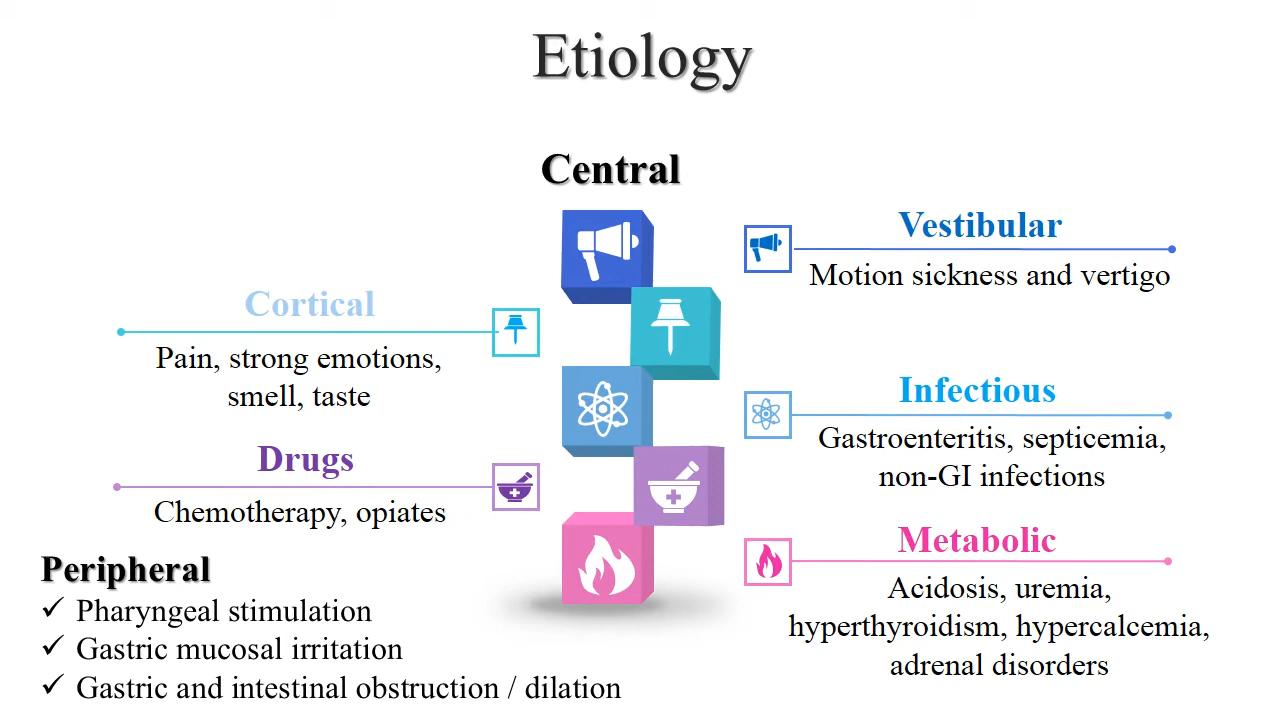 Etiology
Central
Vestibular
Motion sickness and vertigo
Cortical
Pain, strong emotions,
smell, taste
Infectious
Gastroenteritis, septicemia,
non-GI infections
Drugs
Chemotherapy, opiates
Metabolic
Acidosis, uremia,
hyperthyroidism, hypercalcemia,
adrenal disorders
Peripheral
✓ Pharyngeal stimulation
✓ Gastric mucosal irritation
✓ Gastric and intestinal obstruction / dilation